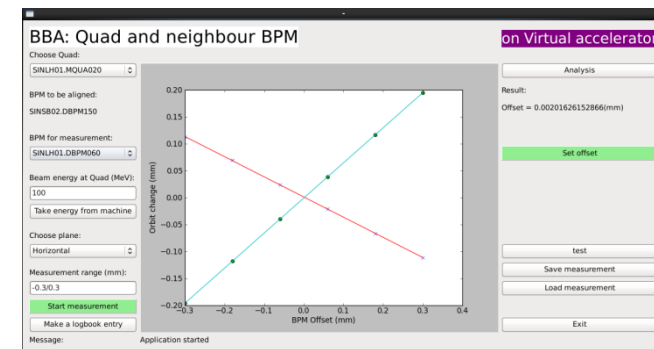 BBA: Quad and neighbour BPM
on Virtual accelerator
Choose Quad:
SINLH01.MQUA020
BPM to be aligned:
SINSB02.DBPM150
BPM for measurement:
SINLH01.DBPM060
Beam energy at Quad (MeV):
100
Take energy from machine
Choose plane:
Horizontal
Measurement range (mm):
-0.3/0.3
Start measurement
Make a logbook entry
Message:
Application started
Orbit change (mm)
0.20
0.15
0.10
0.05
0.00
−0.05
−0.10
−0.15
−0.20
−0.3
−0.2
−0.1
0.0
0.1
0.2
0.3
0.4
BPM Offset (mm)
Analysis
Result:
Offset = 0.00201626152866(mm)
Set offset
test
Save measurement
Load measurement
Exit